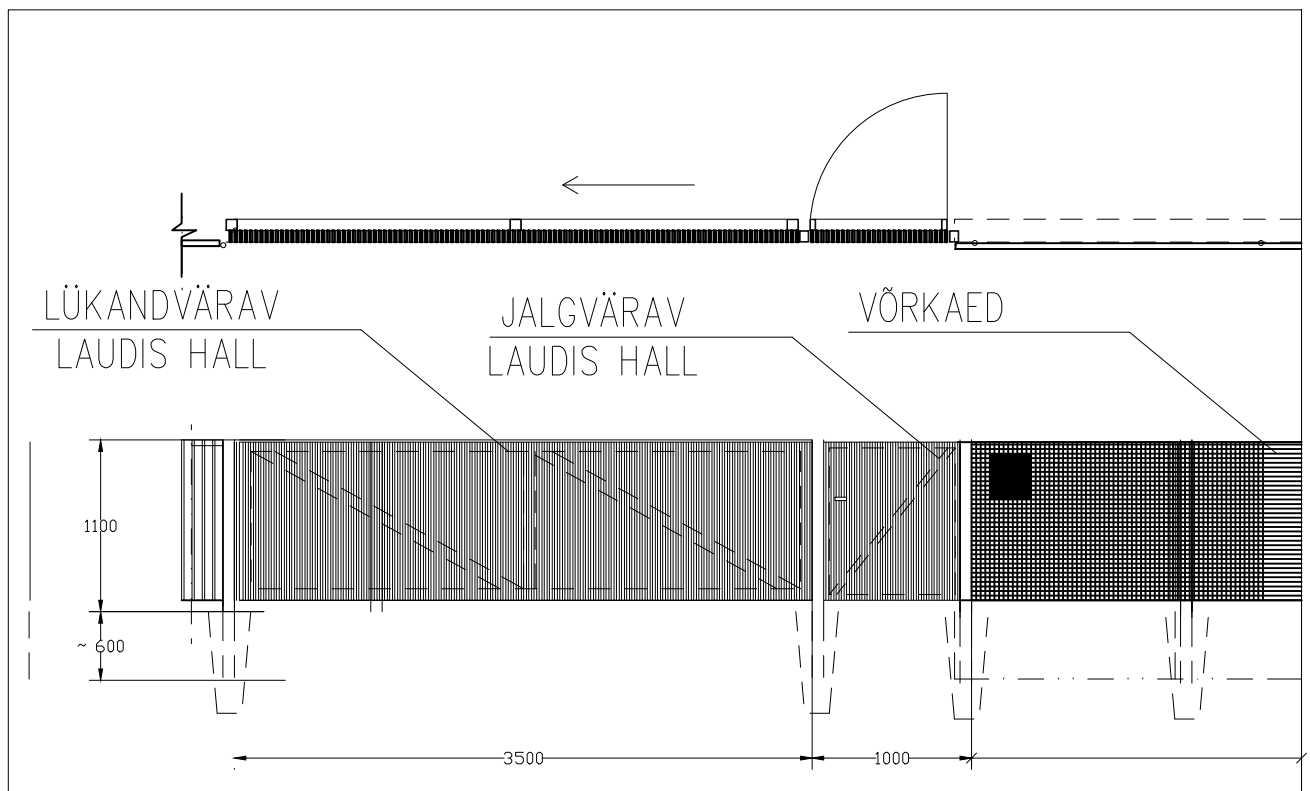 LÜKANDVÄRAV
LAUDIS HALL
JALGVÄRAV
LAUDIS HALL
VÕRKAED
1100
~ 600
3500
1000